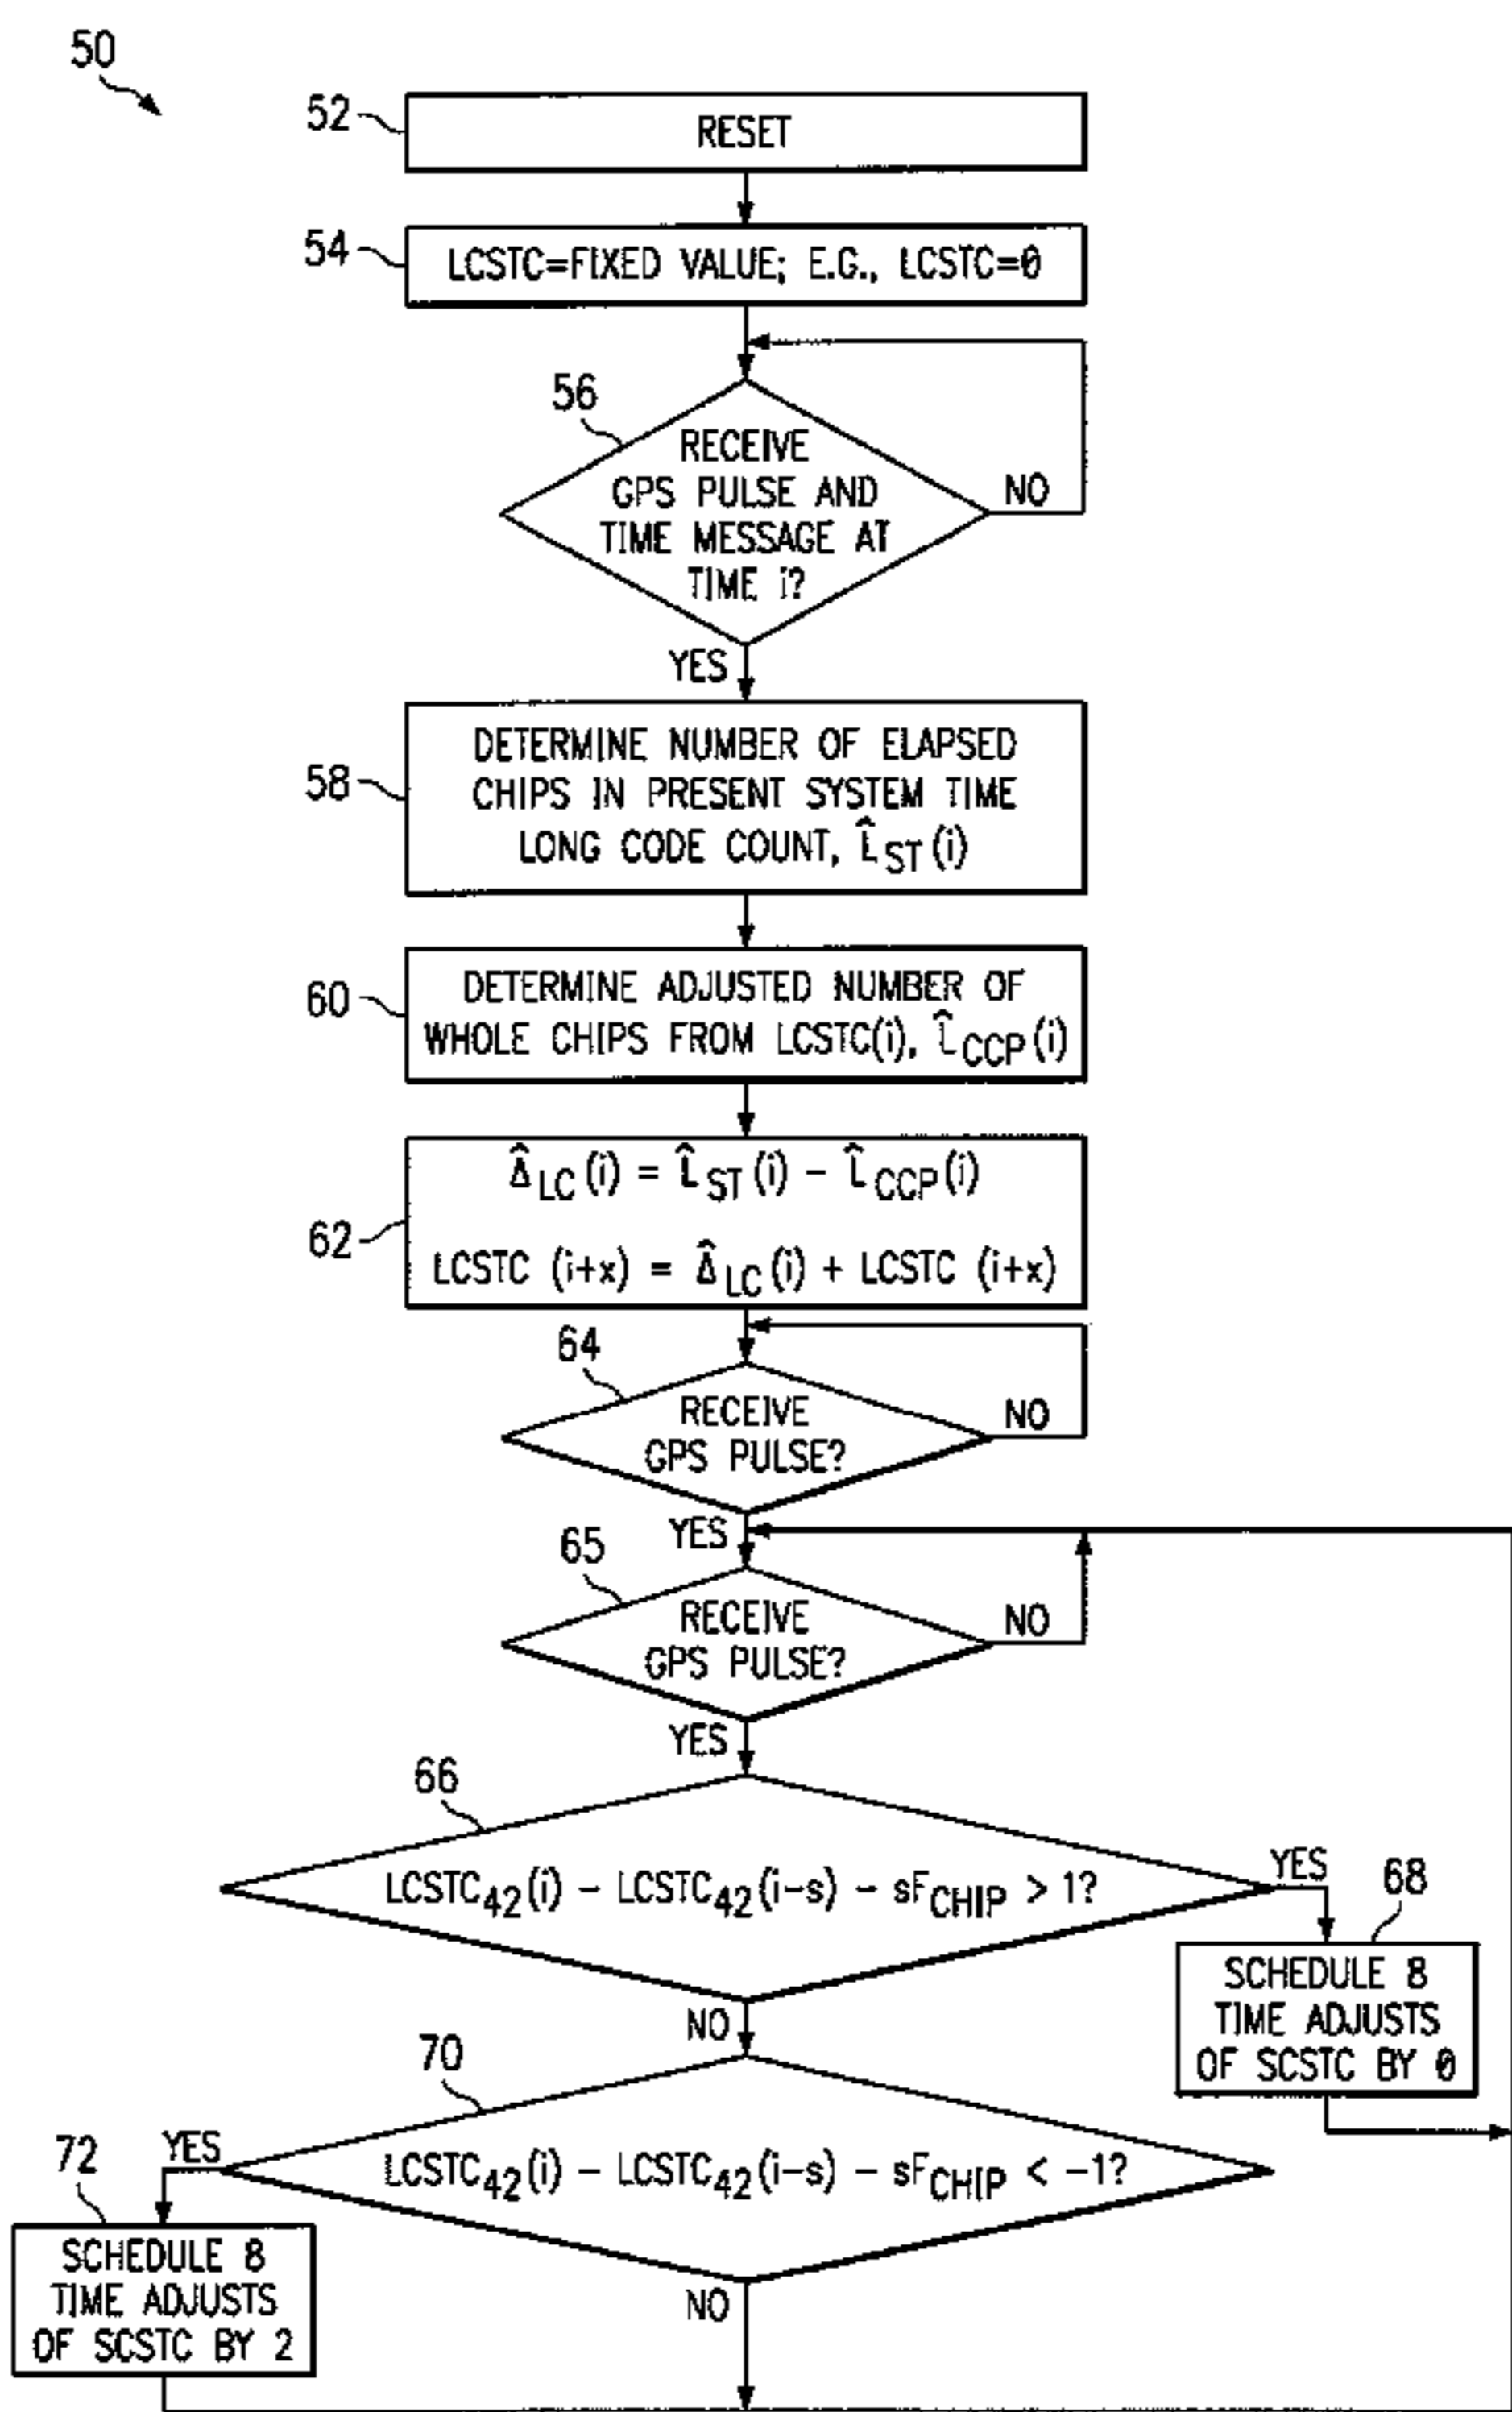 50
52
RESET
54
LCSTC=FIXED VALUE; E.G., LCSTC=0
56
RECEIVE
GPS PULSE AND
TIME MESSAGE AT
TIME i?
NO
YES
58
DETERMINE NUMBER OF ELAPSED
CHIPS IN PRESENT SYSTEM TIME
LONG CODE COUNT, L̂ST(i)
60
DETERMINE ADJUSTED NUMBER OF
WHOLE CHIPS FROM LCSTC(i), L̂CCP(i)
62
Δ̂LC(i) = L̂ST(i) – L̂CCP(i)
LCSTC (i+x) = Δ̂LC(i) + LCSTC (i+x)
64
RECEIVE
GPS PULSE?
NO
YES
65
RECEIVE
GPS PULSE?
NO
YES
66
LCSTC42(i) – LCSTC42(i–s) – sFCHIP > 1?
YES
68
SCHEDULE 8
TIME ADJUSTS
OF SCSTC BY 0
NO
70
LCSTC42(i) – LCSTC42(i–s) – sFCHIP < –1?
YES
72
SCHEDULE 8
TIME ADJUSTS
OF SCSTC BY 2
NO